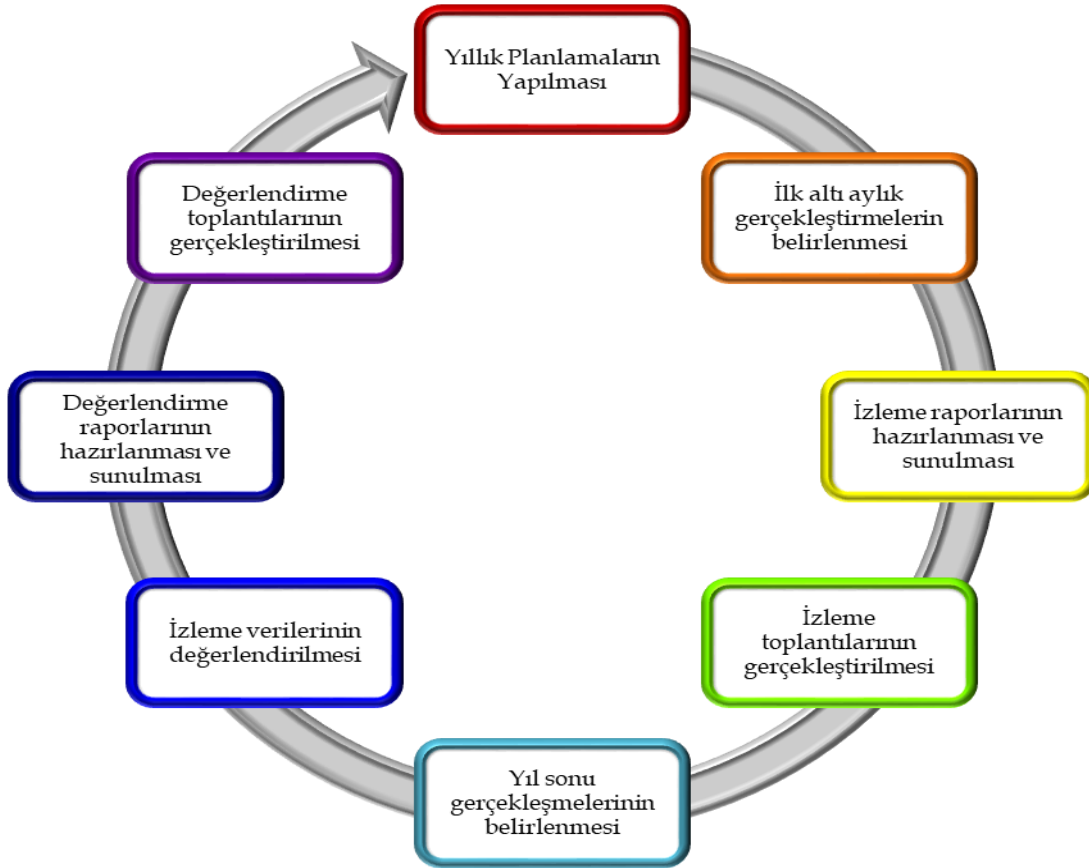 Yıllık Planlamaların
Yapılması
İlk altı aylık
gerçekleştirmelerin
belirlenmesi
İzleme raporlarının
hazırlanması ve
sunulması
İzleme
toplantılarının
gerçekleştirilmesi
Yıl sonu
gerçekleşmelerinin
belirlenmesi
İzleme verilerinin
değerlendirilmesi
Değerlendirme
raporlarının
hazırlanması ve
sunulması
Değerlendirme
toplantılarının
gerçekleştirilmesi